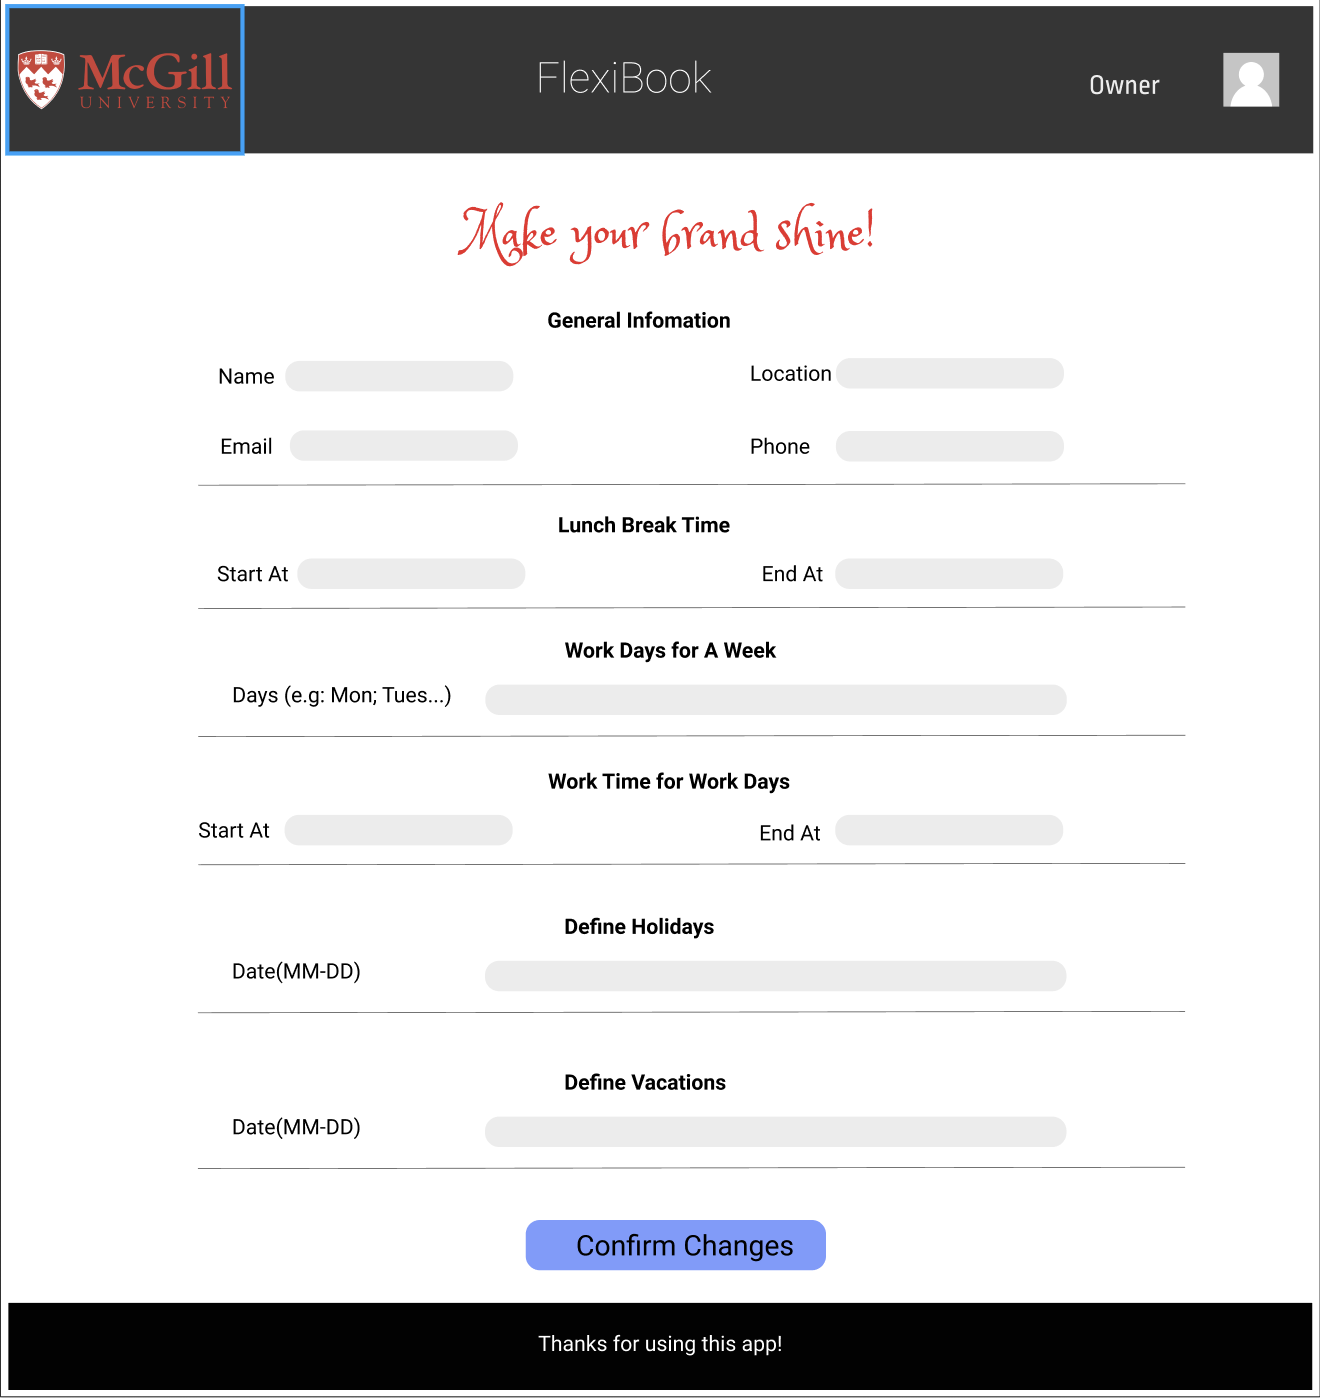 McGill
UNIVERSITY
FlexiBook
Owner
Make your brand shine!
General Infomation
Name
Location
Email
Phone
Lunch Break Time
Start At
End At
Work Days for A Week
Days (e.g: Mon; Tues...)
Work Time for Work Days
Start At
End At
Define Holidays
Date(MM-DD)
Define Vacations
Date(MM-DD)
Confirm Changes
Thanks for using this app!